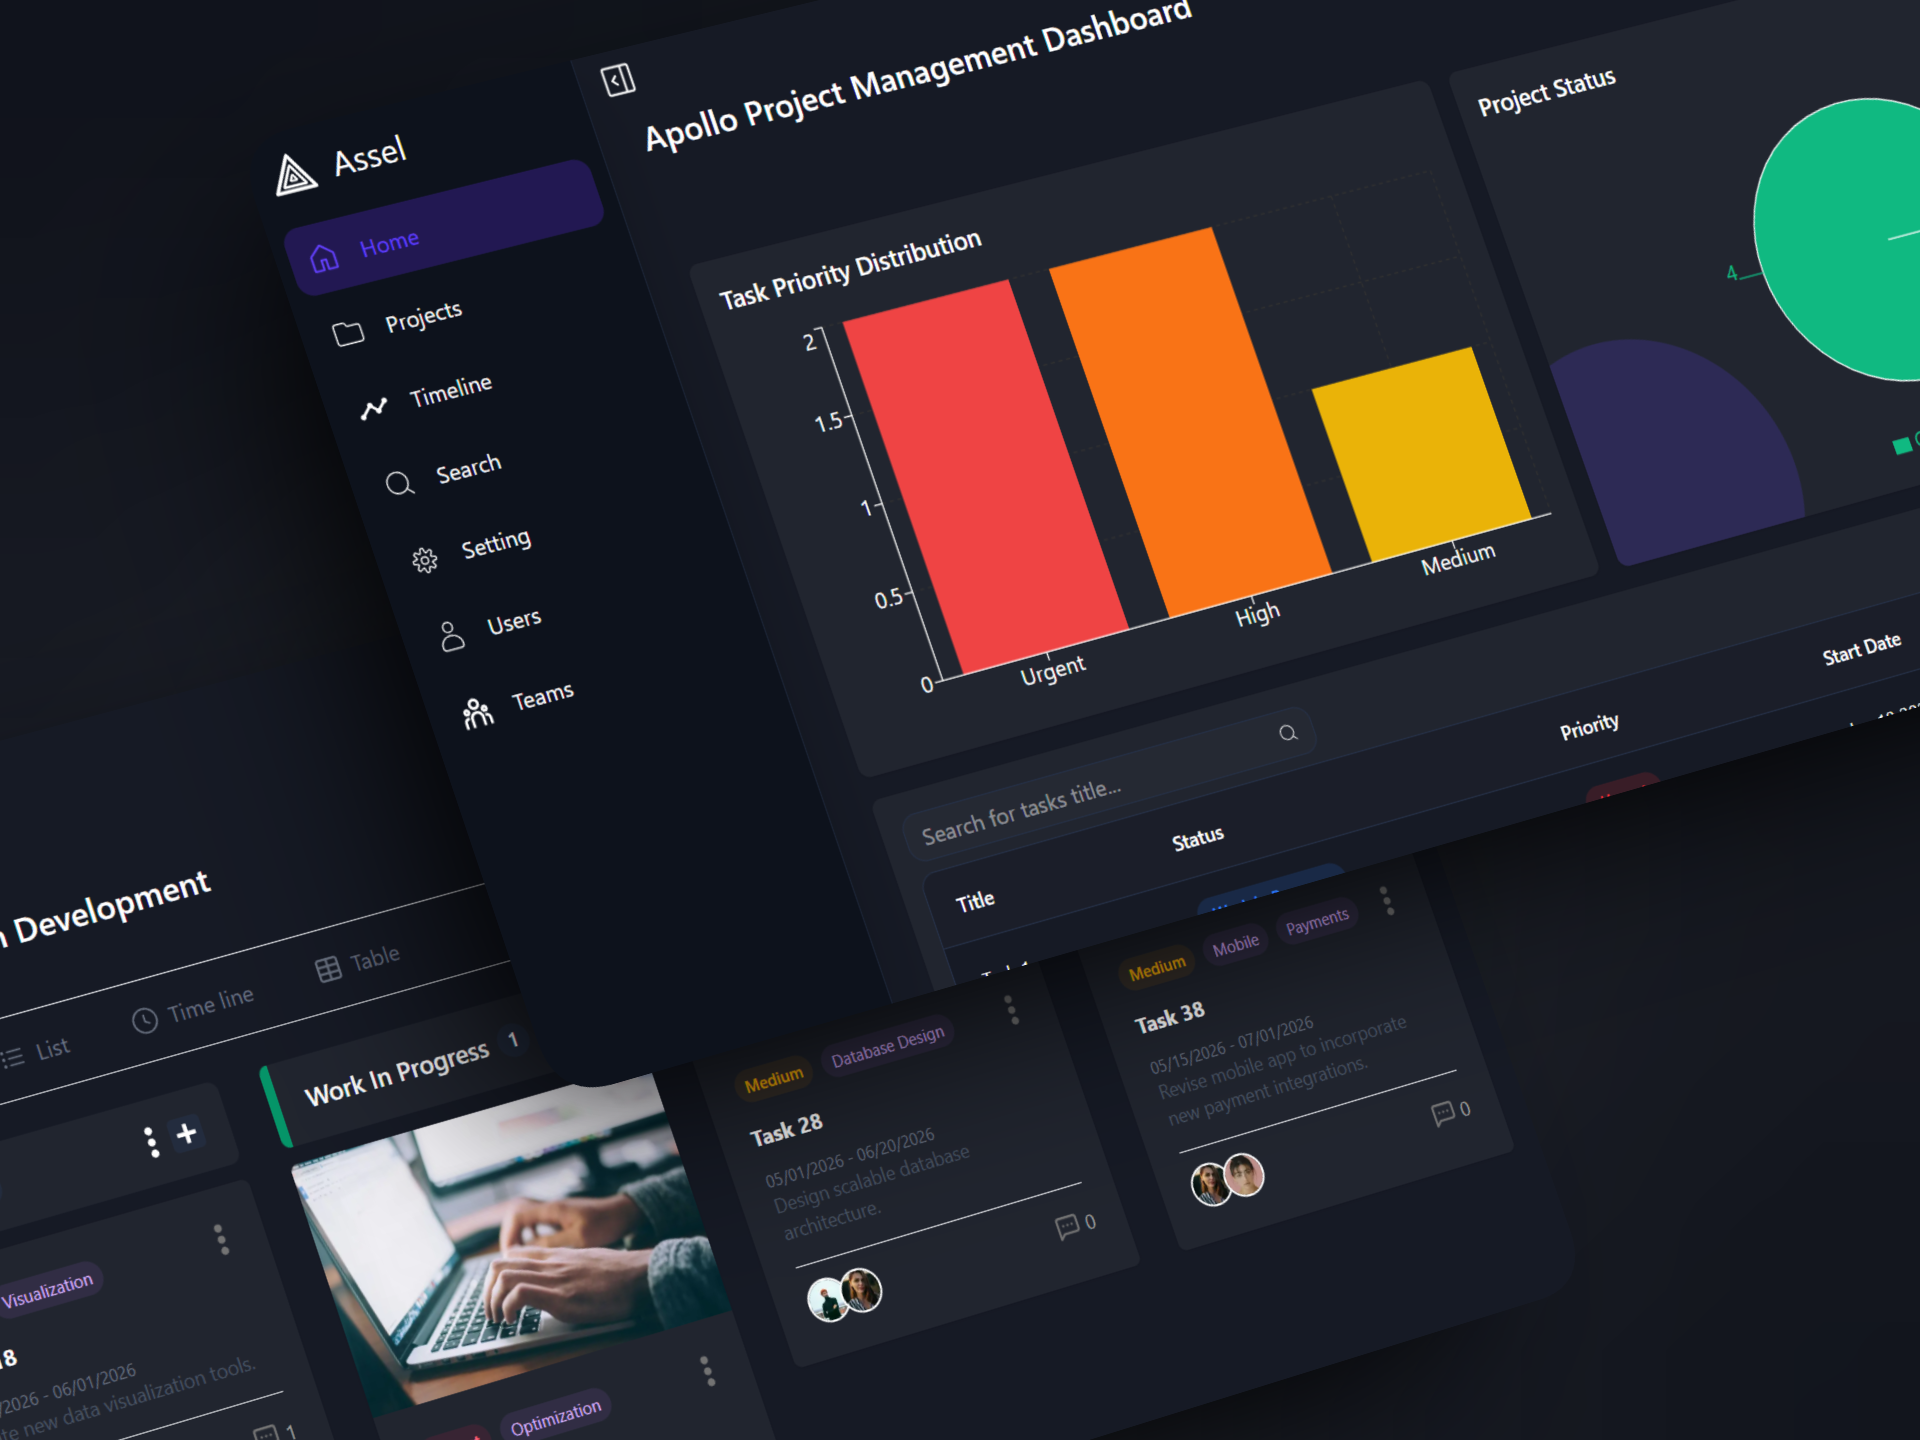 Assel
Home
Projects
Timeline
Search
Setting
Users
Teams
Apollo Project Management Dashboard
Task Priority Distribution
2
1.5
1
0.5
0
Urgent
High
Medium
Project Status
4
Search for tasks title...
Title
Status
Priority
Start Date
Development
List
Time line
Table
Work In Progress 1
Visualization
/2026 - 06/01/2026
new data visualization tools.
1
Optimization
Medium
Database Design
Task 28
05/01/2026 - 06/20/2026
Design scalable database
architecture.
0
Medium
Mobile
Payments
Task 38
05/15/2026 - 07/01/2026
Revise mobile app to incorporate
new payment integrations.
0